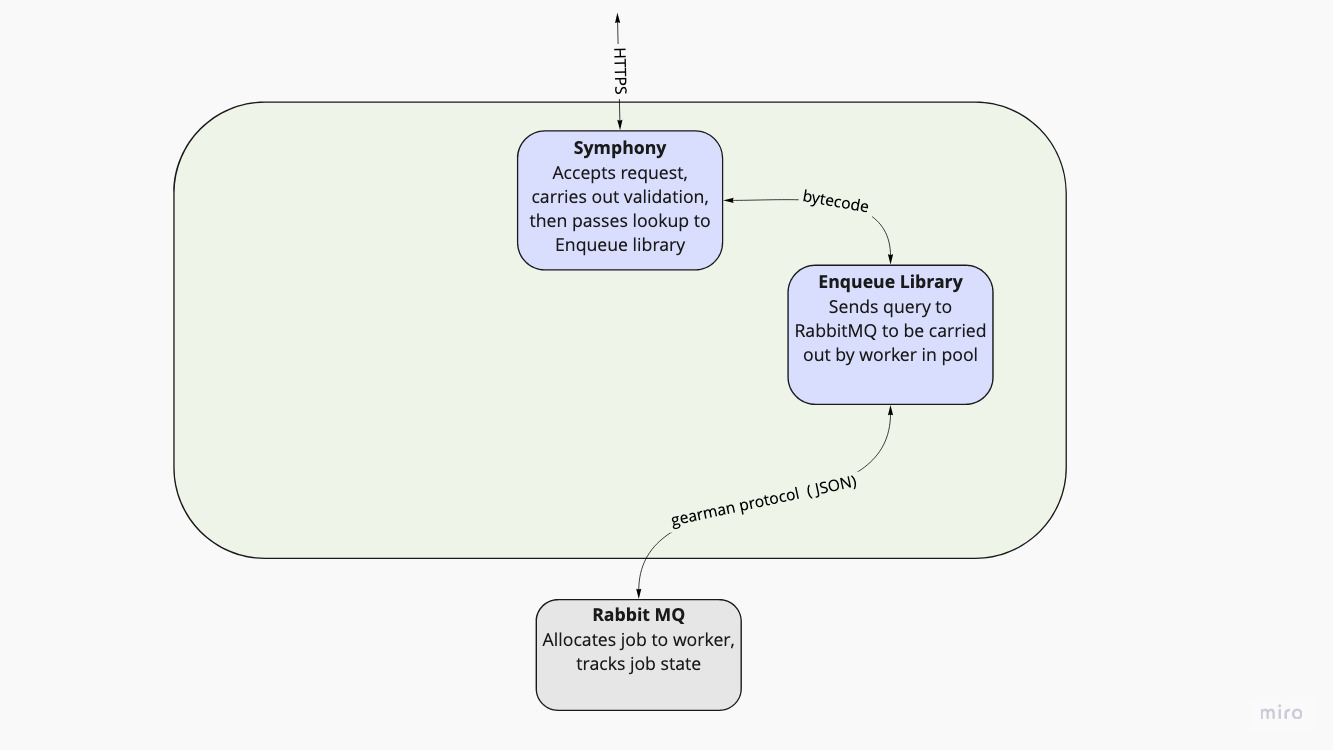 HTTPS
Symphony
Accepts request,
carries out validation,
then passes lookup to
Enqueue library
bytecode
Enqueue Library
Sends query to
RabbitMQ to be carried
out by worker in pool
gearman protocol ( JSON)
Rabbit MQ
Allocates job to worker,
tracks job state
miro